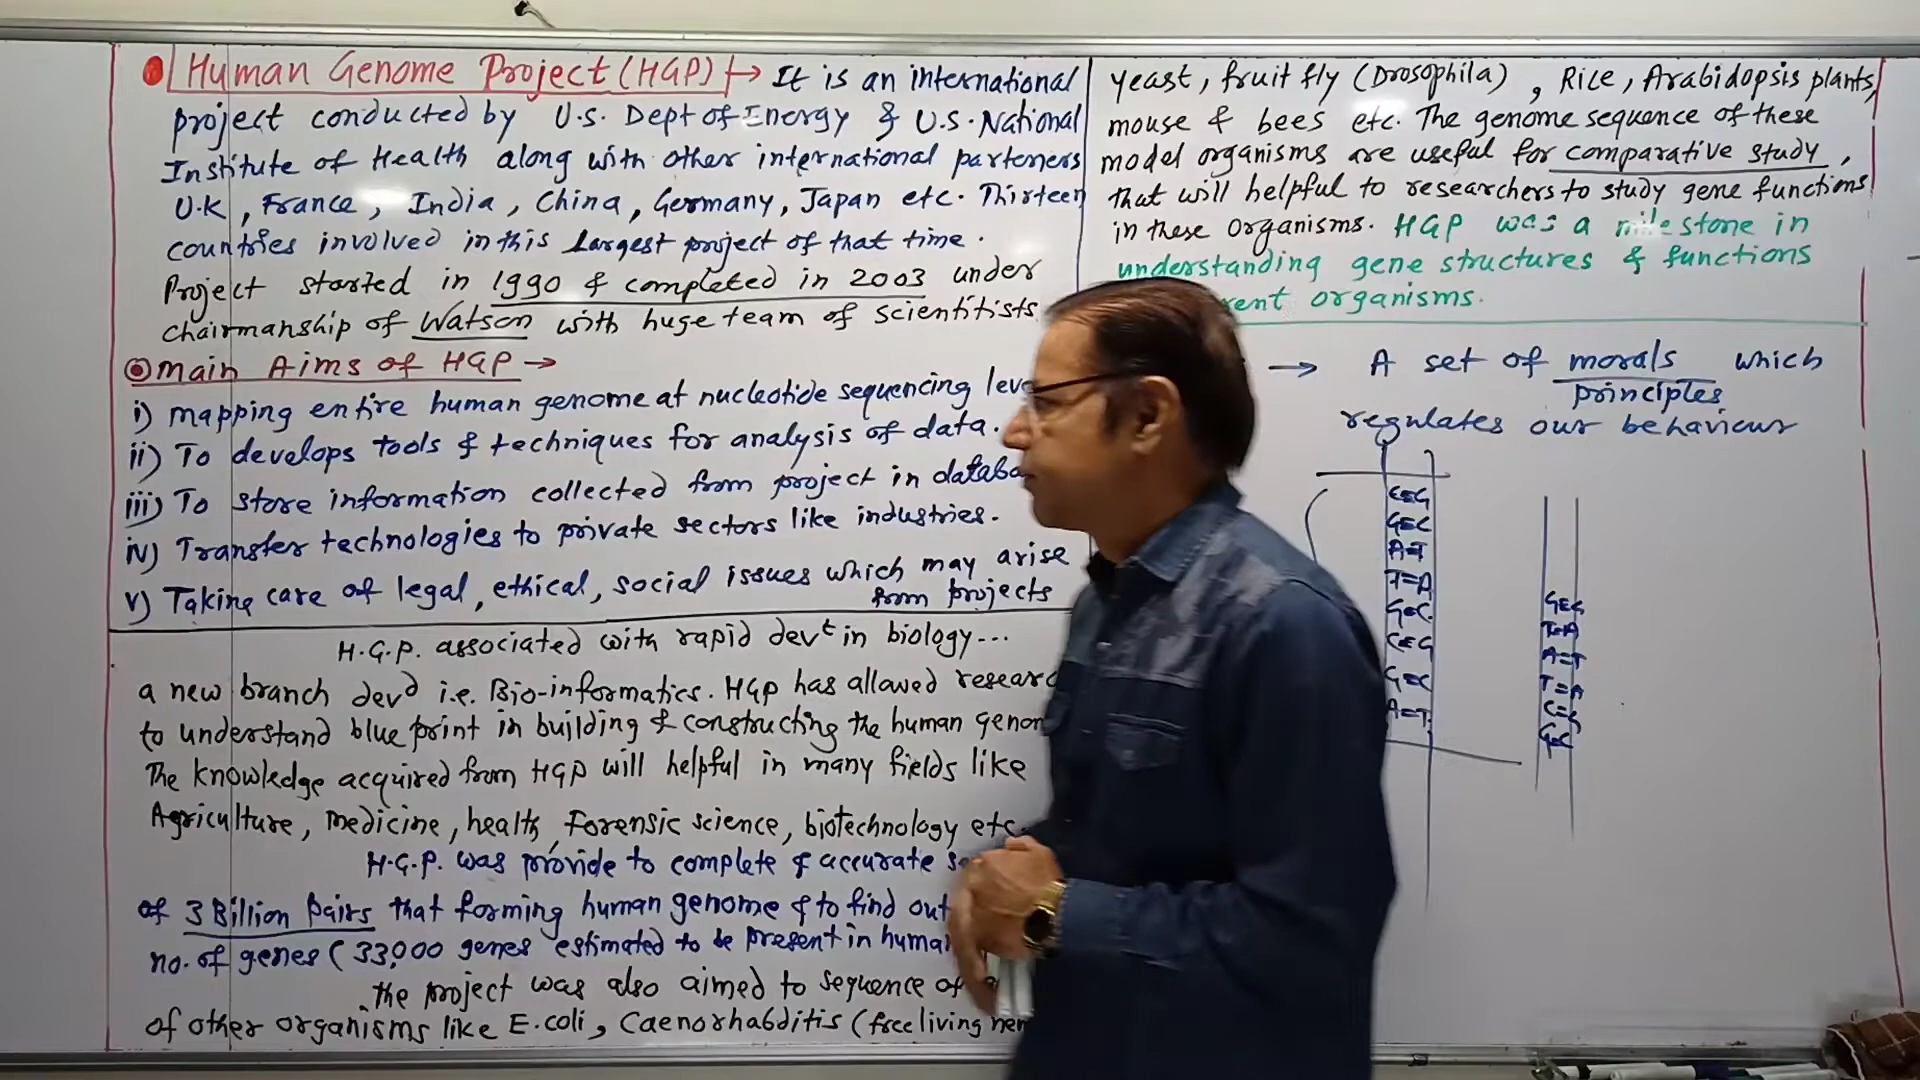 Human Genome Project (HGP) → It is an international
project conducted by U.S. Dept of Energy & U.S. National
Institute of Health along with other international parteners
U.K, France, India, China, Germany, Japan etc. Thirteen
countries involved in this largest project of that time.
Project started in 1990 & completed in 2003 under
chairmanship of Watson with huge team of scientitists
main Aims of HGP →
i) mapping entire human genome at nucleotide sequencing
ii) To develops tools & techniques for analysis of data.
iii) To store information collected from project in
iv) Transfer technologies to private sectors like industries.
v) Taking care of legal, ethical, social issues which may arise
from projects
H.G.P. associated with rapid devt in biology...
a new branch devd i.e. Bio-informatics. HGP has allowed
to understand blue print in building & constructing the human
The knowledge acquired from HGP will helpful in many fields like
Agriculture, medicine, health, Forensic science, biotechnology etc.
H.G.P. was provide to complete & accurate
of 3 Billion pairs that forming human genome & to find out
no. of genes (33,000 genes estimated to be present in
The project was also aimed to sequence of
of other organisms like E.coli, Caenorhabditis (free living
yeast, fruit fly (Drosophila), Rice, Arabidopsis plants,
mouse & bees etc. The genome sequence of these
model organisms are useful for comparative study,
that will helpful to researchers to study gene functions
in these organisms. HGP was a milestone in
understanding gene structures & functions
organisms.
→ A set of morals which
principles
regulates our behaviour
C≡G
G≡C
A=T
T=A
G≡C
C≡G
G≡C
A=T
T=A
A=T
T=A
C≡G
G≡C